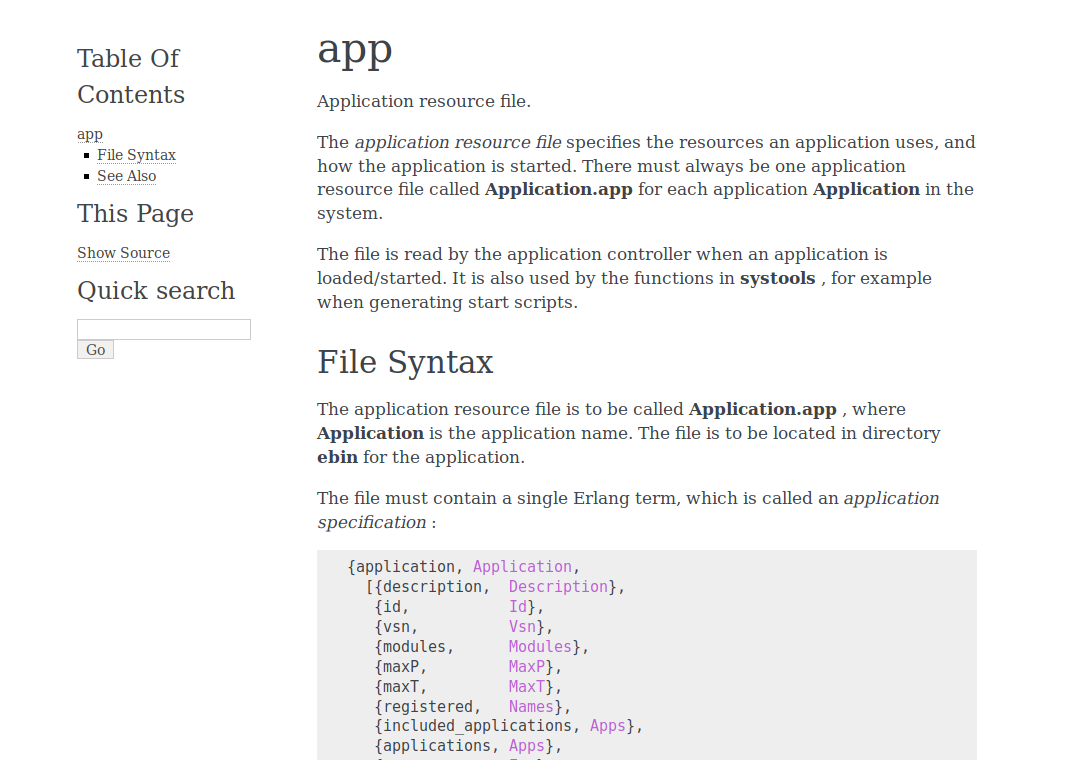 Table Of
Contents
app
File Syntax
See Also
This Page
Show Source
Quick search
Go
app
Application resource file.
The application resource file specifies the resources an application uses, and
how the application is started. There must always be one application
resource file called Application.app for each application Application in the
system.
The file is read by the application controller when an application is
loaded/started. It is also used by the functions in systools , for example
when generating start scripts.
File Syntax
The application resource file is to be called Application.app , where
Application is the application name. The file is to be located in directory
ebin for the application.
The file must contain a single Erlang term, which is called an application
specification :
{application, Application,
[{description,  Description},
{id,           Id},
{vsn,          Vsn},
{modules,      Modules},
{maxP,         MaxP},
{maxT,         MaxT},
{registered,   Names},
{included_applications, Apps},
{applications, Apps},